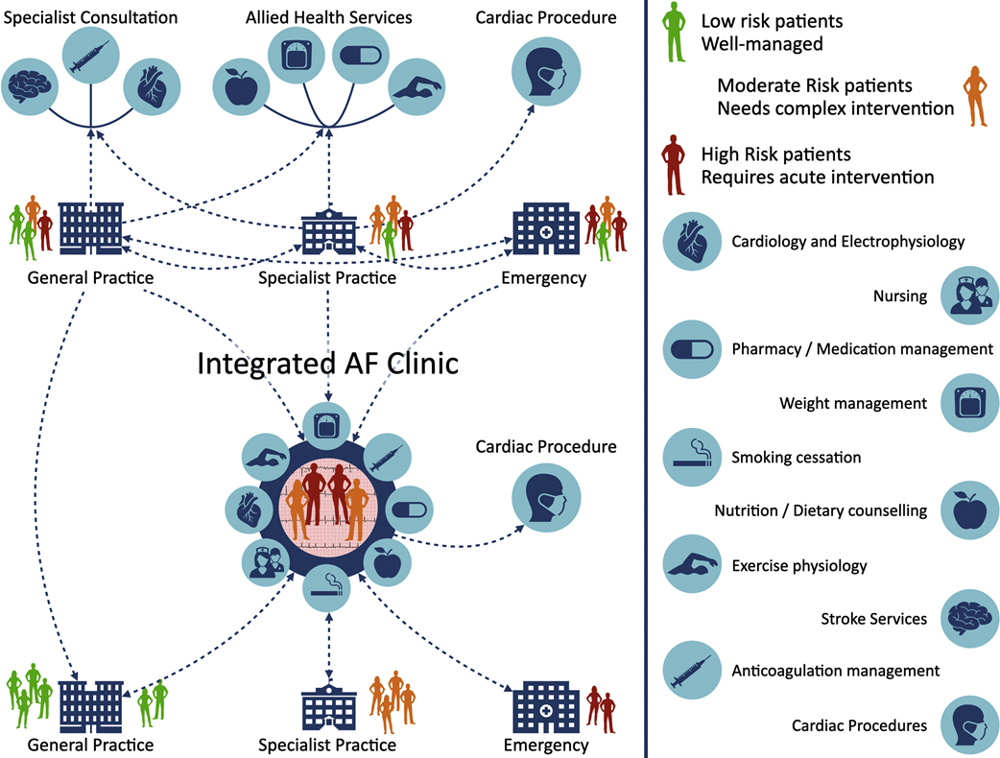 Specialist Consultation
Allied Health Services
Cardiac Procedure
General Practice
Specialist Practice
Emergency
Integrated AF Clinic
Cardiac Procedure
General Practice
Specialist Practice
Emergency
Low risk patients
Well-managed
Moderate Risk patients
Needs complex intervention
High Risk patients
Requires acute intervention
Cardiology and Electrophysiology
Nursing
Pharmacy / Medication management
Weight management
Smoking cessation
Nutrition / Dietary counselling
Exercise physiology
Stroke Services
Anticoagulation management
Cardiac Procedures